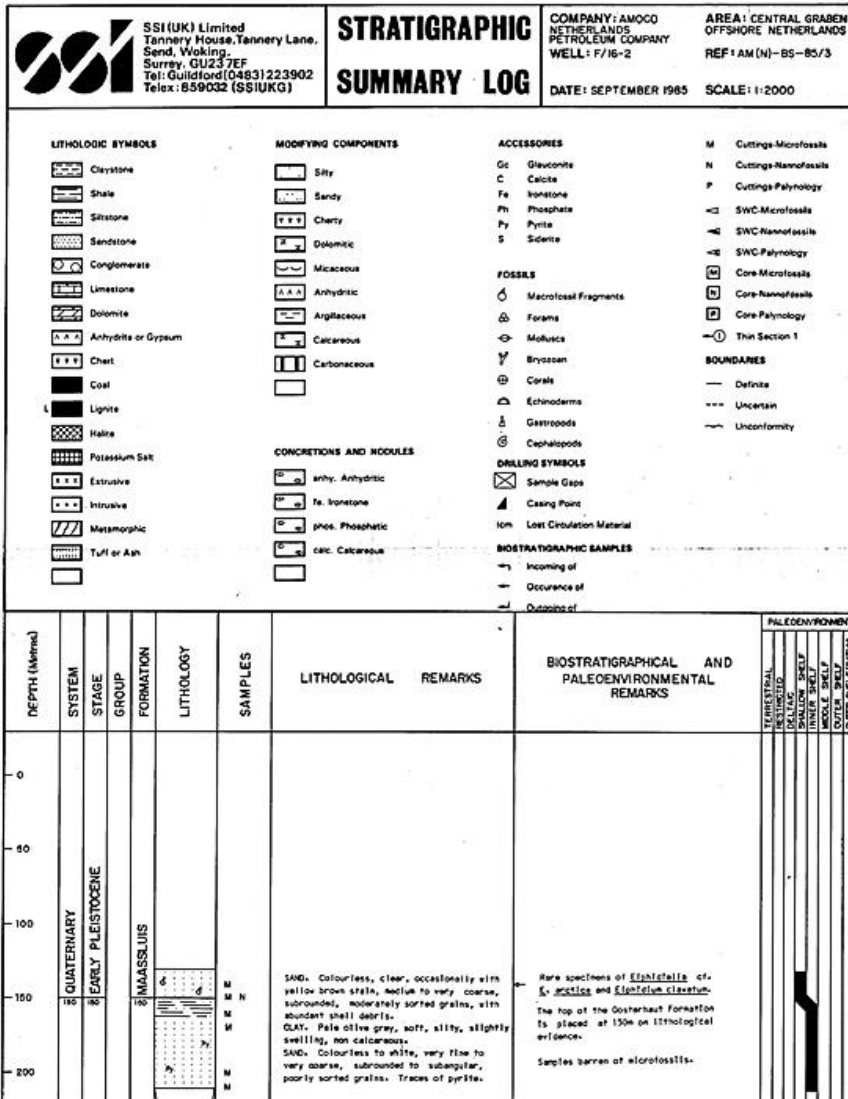 SSI
SSI(UK) Limited
Tannery House,Tannery Lane,
Send, Woking.
Surrey. GU23 7EF
Tel: Guildford(0483)223902
Telex: 859032 (SSIUKG)
STRATIGRAPHIC
SUMMARY LOG
COMPANY: AMOCO
NETHERLANDS
PETROLEUM COMPANY
WELL: F/16-2
DATE: SEPTEMBER 1985
AREA: CENTRAL GRABEN
OFFSHORE NETHERLANDS
REF: AM(N)-BS-85/3
SCALE: 1:2000
LITHOLOGIC SYMBOLS
Claystone
Shale
Siltstone
Sandstone
Conglomerate
Limestone
Dolomite
Anhydrite or Gypsum
Chert
Coal
L Lignite
Halite
Potassium Salt
Extrusive
Intrusive
Metamorphic
Tuff or Ash
MODIFYING COMPONENTS
Silty
Sandy
Cherty
Dolomitic
Micaceous
Anhydritic
Argillaceous
Calcareous
Carbonaceous
CONCRETIONS AND NODULES
anhy. Anhydritic
fe. Ironstone
phos. Phosphatic
calc. Calcareous
ACCESSORIES
Gc Glauconite
C Calcite
Fe Ironstone
Ph Phosphate
Py Pyrite
S Siderite
FOSSILS
Macrofossil Fragments
Forams
Molluscs
Bryozoan
Corals
Echinoderms
Gastropods
Cephalopods
DRILLING SYMBOLS
Sample Gaps
Casing Point
lcm Lost Circulation Material
BIOSTRATIGRAPHIC SAMPLES
Incoming of
Occurence of
Outgoing of
M Cuttings-Microfossils
N Cuttings-Nannofossils
P Cuttings-Palynology
SWC-Microfossils
SWC-Nannofossils
SWC-Palynology
M Core-Microfossils
N Core-Nannofossils
P Core-Palynology
1 Thin Section 1
BOUNDARIES
Definite
Uncertain
Unconformity
DEPTH (Metres)
SYSTEM
STAGE
GROUP
FORMATION
LITHOLOGY
SAMPLES
LITHOLOGICAL REMARKS
BIOSTRATIGRAPHICAL AND
PALEOENVIRONMENTAL
REMARKS
PALEOENVIRONMENT
TERRESTRIAL
RESTRICTED
DELTAIC
SHALLOW SHELF
INNER SHELF
MIDDLE SHELF
OUTER SHELF
0
50
100
150
200
QUATERNARY
150
EARLY PLEISTOCENE
150
MAASSLUIS
150
Py
Py
M
M N
M
M
M
M
SAND. Colourless, clear, occasionally with
yellow brown stain, medium to very coarse,
subrounded, moderately sorted grains, with
abundant shell debris.
CLAY. Pale olive grey, soft, silty, slightly
swelling, non calcareous.
SAND. Colourless to white, very fine to
very coarse, subrounded to subangular,
poorly sorted grains. Traces of pyrite.
Rare specimens of cf.
E. arctica and Elphidium clavatum.
The top of the Oosterhout Formation
is placed at 150m on lithological
evidence.
Samples barren of microfossils.